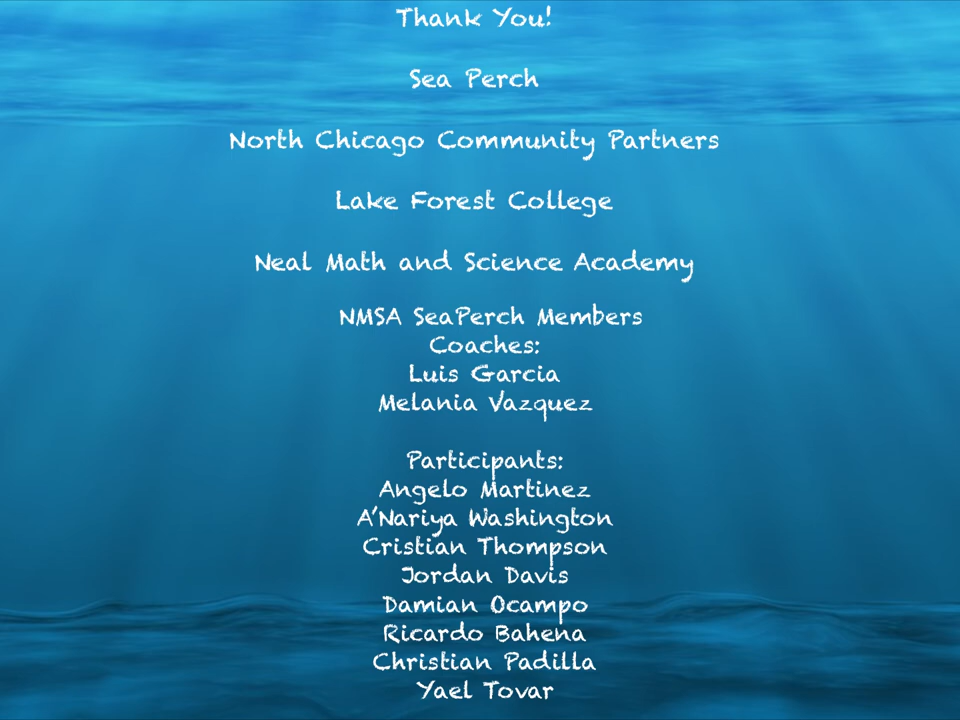 Thank You!
Sea Perch
North Chicago Community Partners
Lake Forest College
Neal Math and Science Academy
NMSA SeaPerch Members
Coaches:
Luis Garcia
Melania Vazquez
Participants:
Angelo Martinez
A'Nariya Washington
Cristian Thompson
Jordan Davis
Damian Ocampo
Ricardo Bahena
Christian Padilla
Yael Tovar